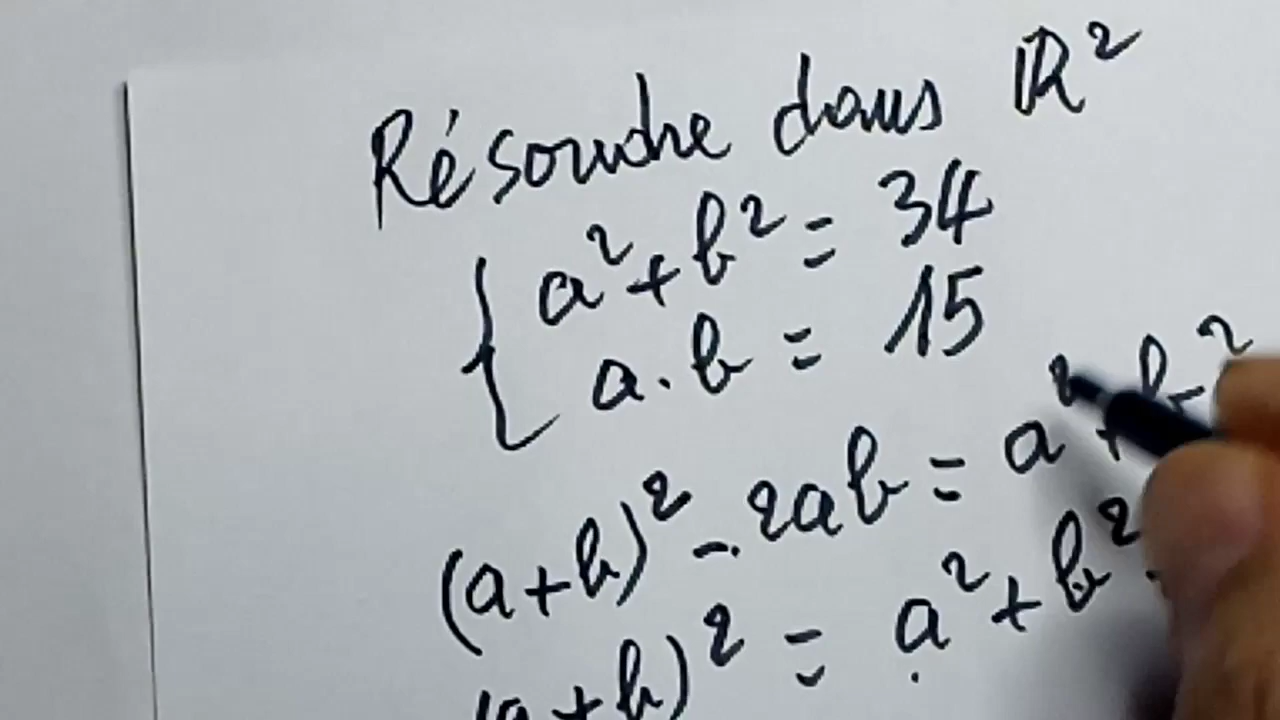 Résoudre dans ℝ²
a² + b² = 34
a . b = 15
(a+b)² - 2ab = a² + b²
(a+b)² = a² + b²